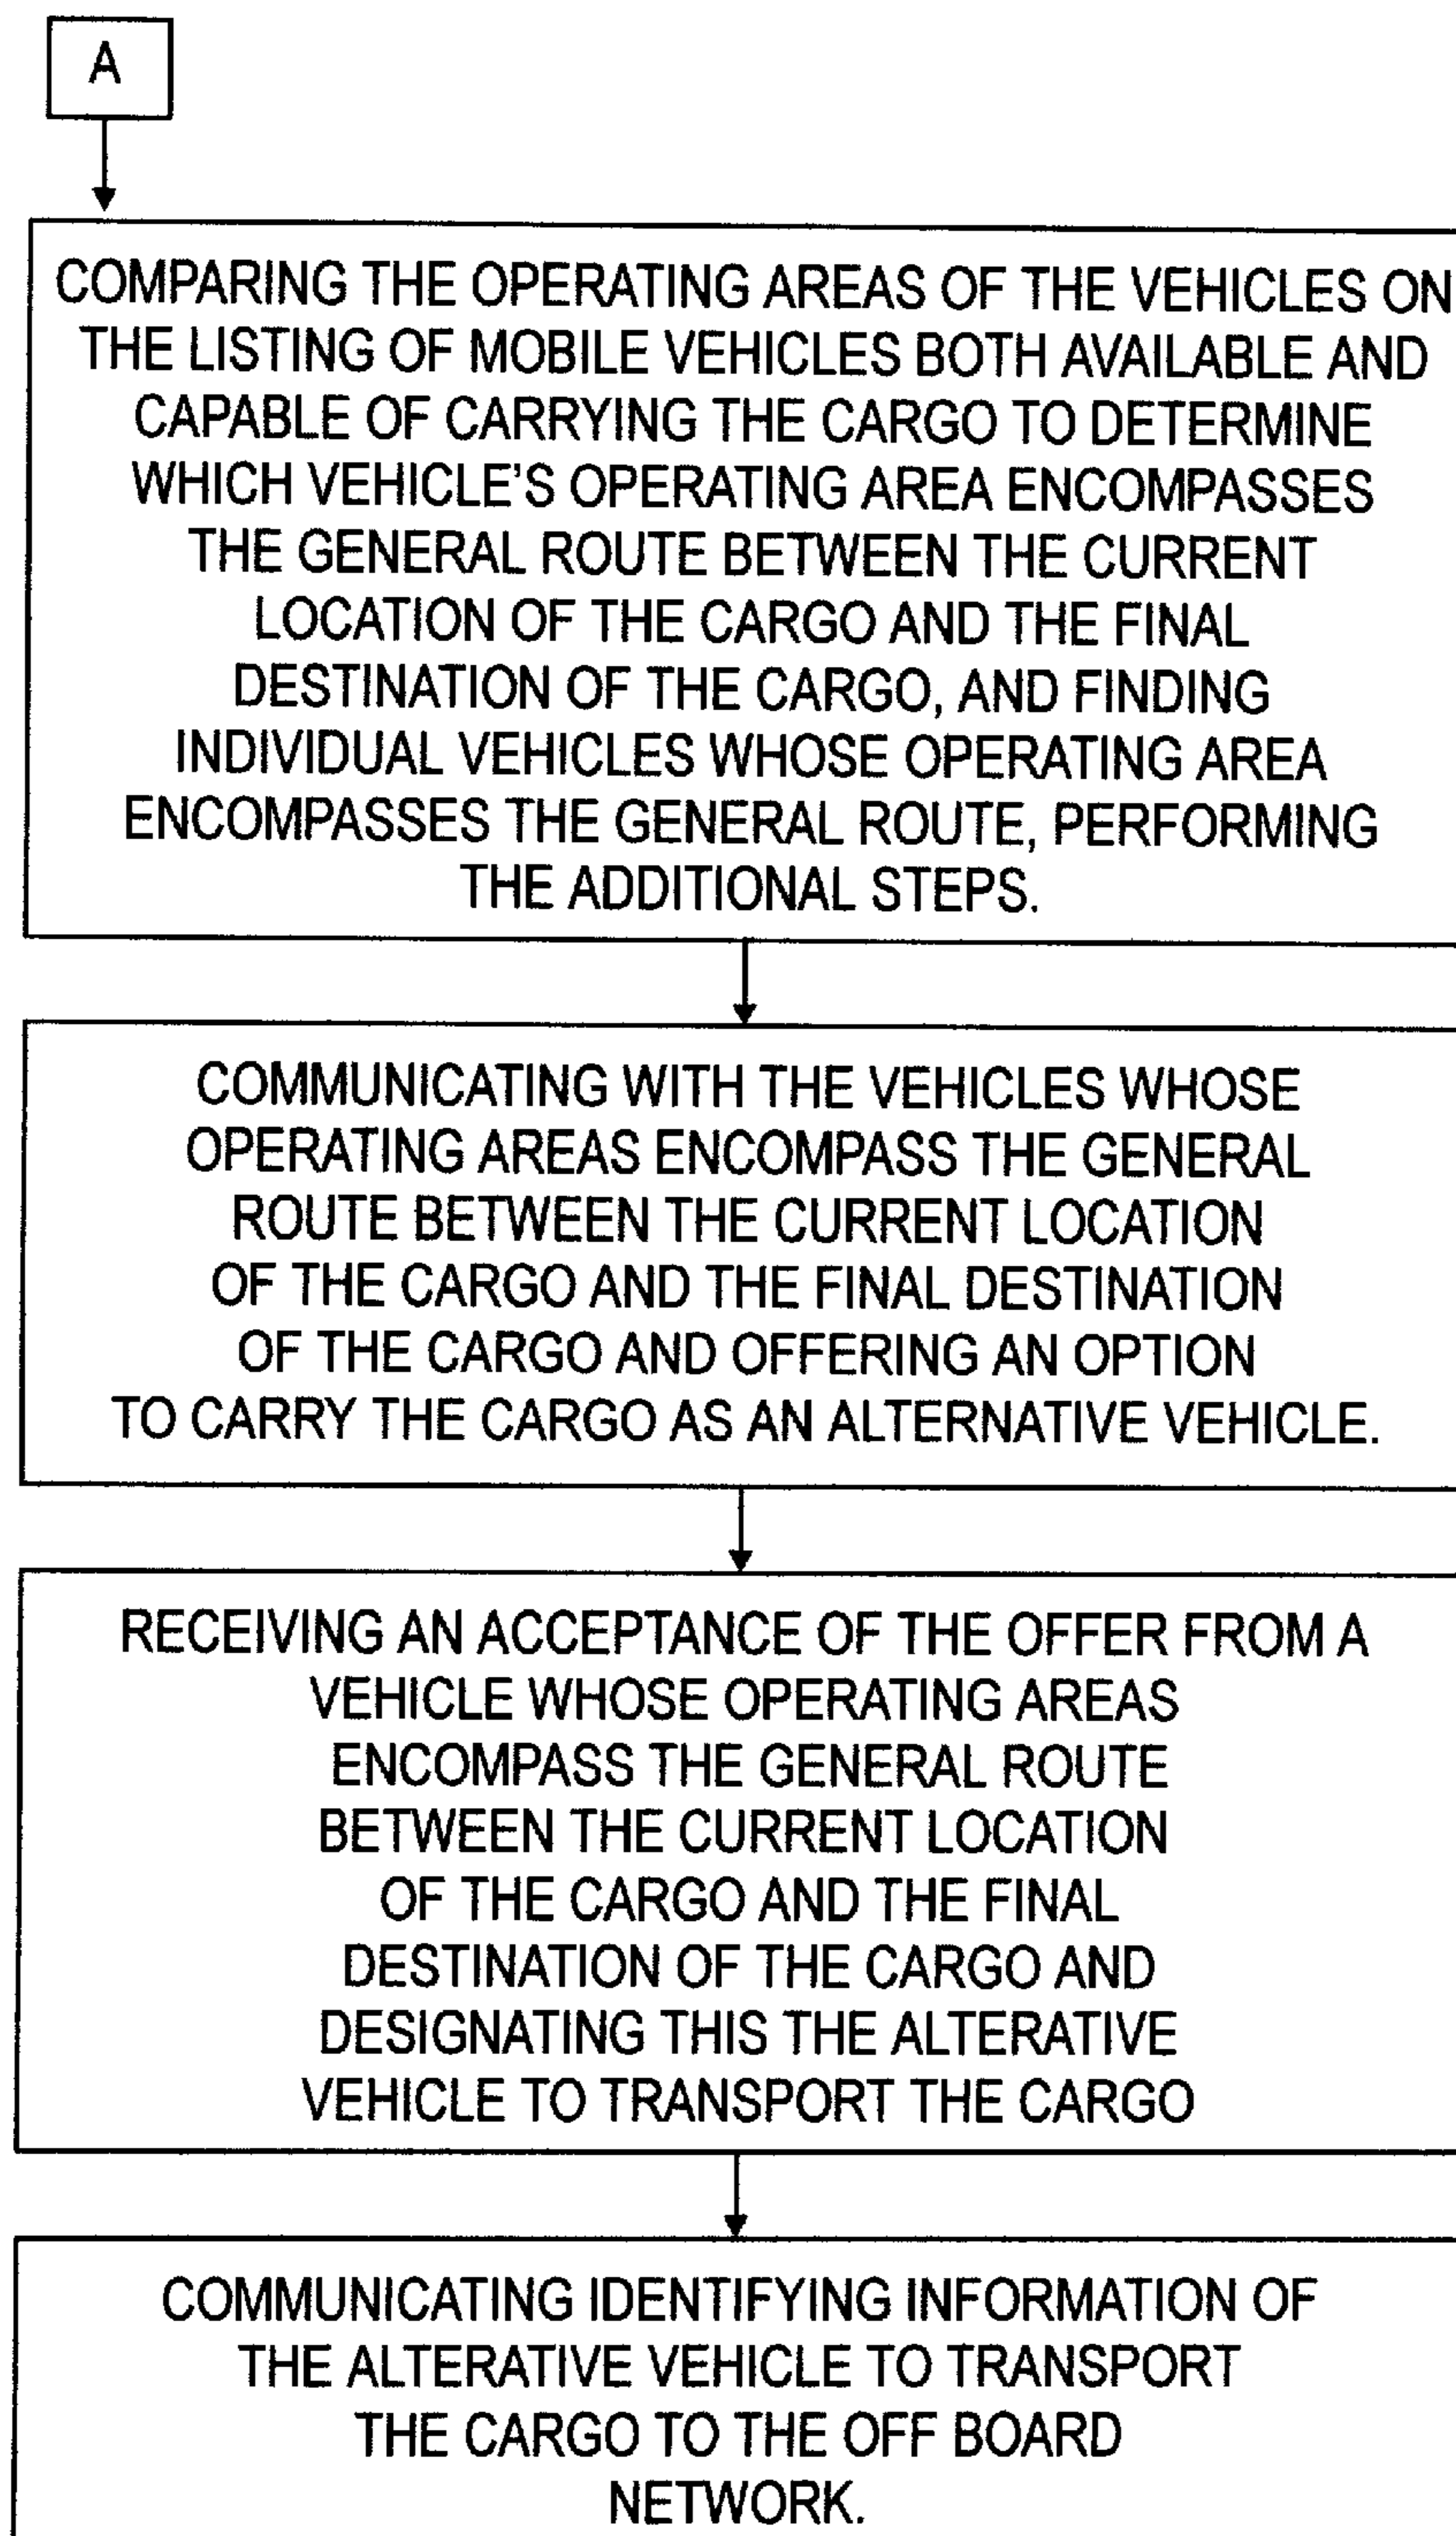 A
COMPARING THE OPERATING AREAS OF THE VEHICLES ON
THE LISTING OF MOBILE VEHICLES BOTH AVAILABLE AND
CAPABLE OF CARRYING THE CARGO TO DETERMINE
WHICH VEHICLE'S OPERATING AREA ENCOMPASSES
THE GENERAL ROUTE BETWEEN THE CURRENT
LOCATION OF THE CARGO AND THE FINAL
DESTINATION OF THE CARGO, AND FINDING
INDIVIDUAL VEHICLES WHOSE OPERATING AREA
ENCOMPASSES THE GENERAL ROUTE, PERFORMING
THE ADDITIONAL STEPS.
COMMUNICATING WITH THE VEHICLES WHOSE
OPERATING AREAS ENCOMPASS THE GENERAL
ROUTE BETWEEN THE CURRENT LOCATION
OF THE CARGO AND THE FINAL DESTINATION
OF THE CARGO AND OFFERING AN OPTION
TO CARRY THE CARGO AS AN ALTERNATIVE VEHICLE.
RECEIVING AN ACCEPTANCE OF THE OFFER FROM A
VEHICLE WHOSE OPERATING AREAS
ENCOMPASS THE GENERAL ROUTE
BETWEEN THE CURRENT LOCATION
OF THE CARGO AND THE FINAL
DESTINATION OF THE CARGO AND
DESIGNATING THIS THE ALTERATIVE
VEHICLE TO TRANSPORT THE CARGO
COMMUNICATING IDENTIFYING INFORMATION OF
THE ALTERATIVE VEHICLE TO TRANSPORT
THE CARGO TO THE OFF BOARD
NETWORK.